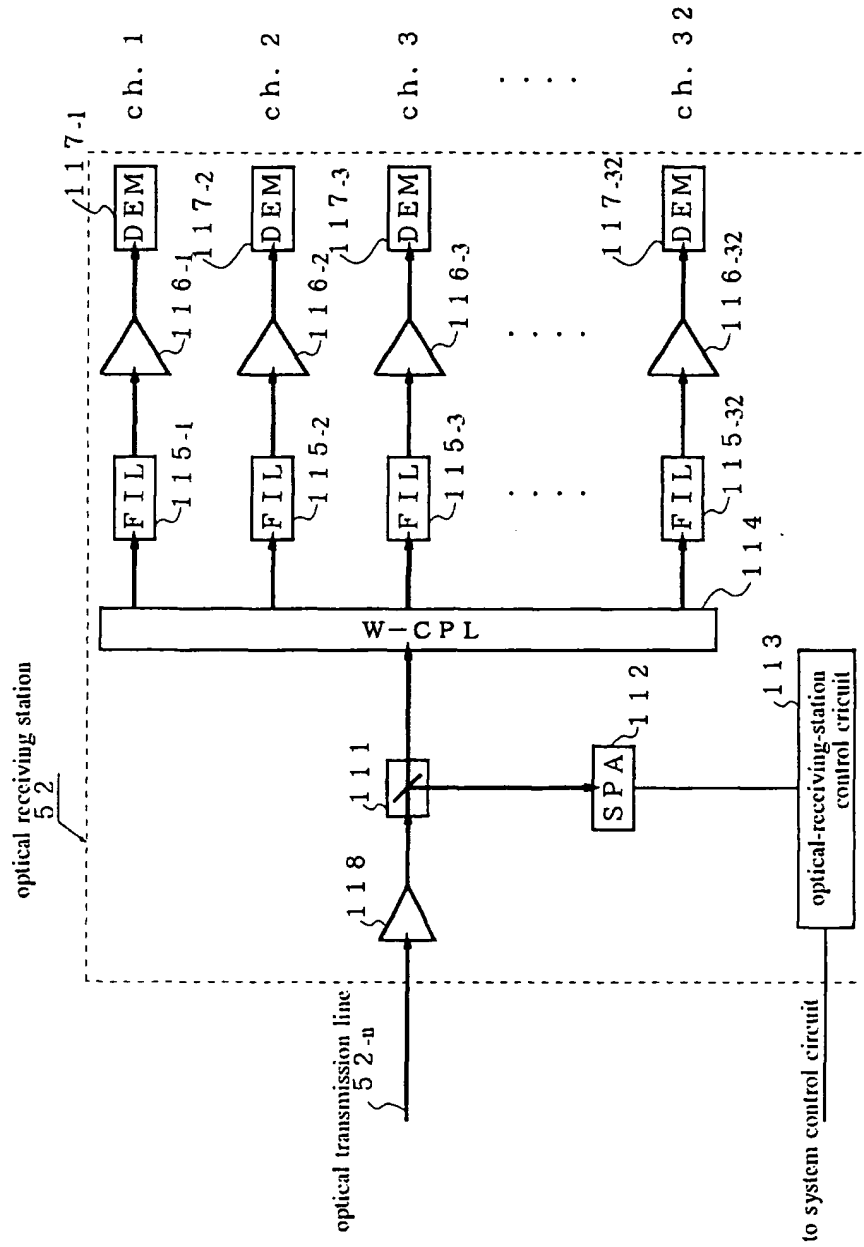 optical receiving station
52
117-1
DEM
ch. 1
116-1
FIL
115-1
117-2
DEM
ch. 2
116-2
FIL
115-2
117-3
DEM
ch. 3
116-3
FIL
115-3
. . . .
. . . .
. . . .
117-32
DEM
ch. 32
116-32
FIL
115-32
W-CPL
114
optical transmission line
52-n
118
111
SPA
112
113
optical-receiving-station
control cricuit
to system control circuit